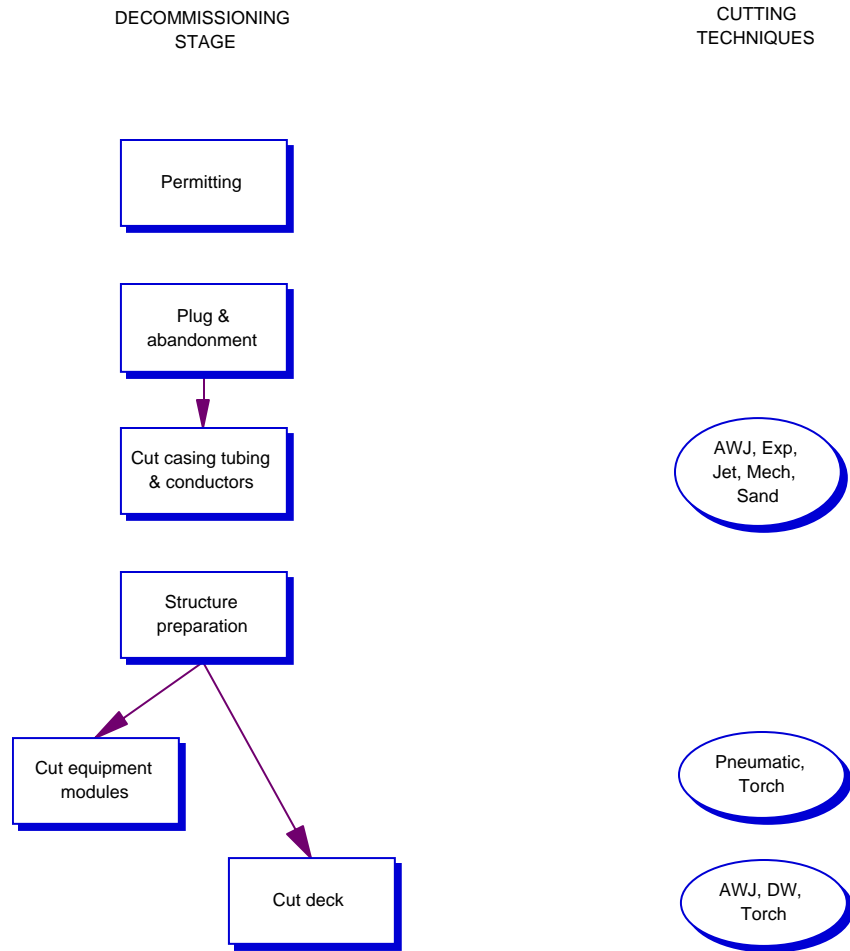 DECOMMISSIONING
STAGE
CUTTING
TECHNIQUES
Permitting
Plug &
abandonment
Cut casing tubing
& conductors
AWJ, Exp,
Jet, Mech,
Sand
Structure
preparation
Cut equipment
modules
Pneumatic,
Torch
Cut deck
AWJ, DW,
Torch